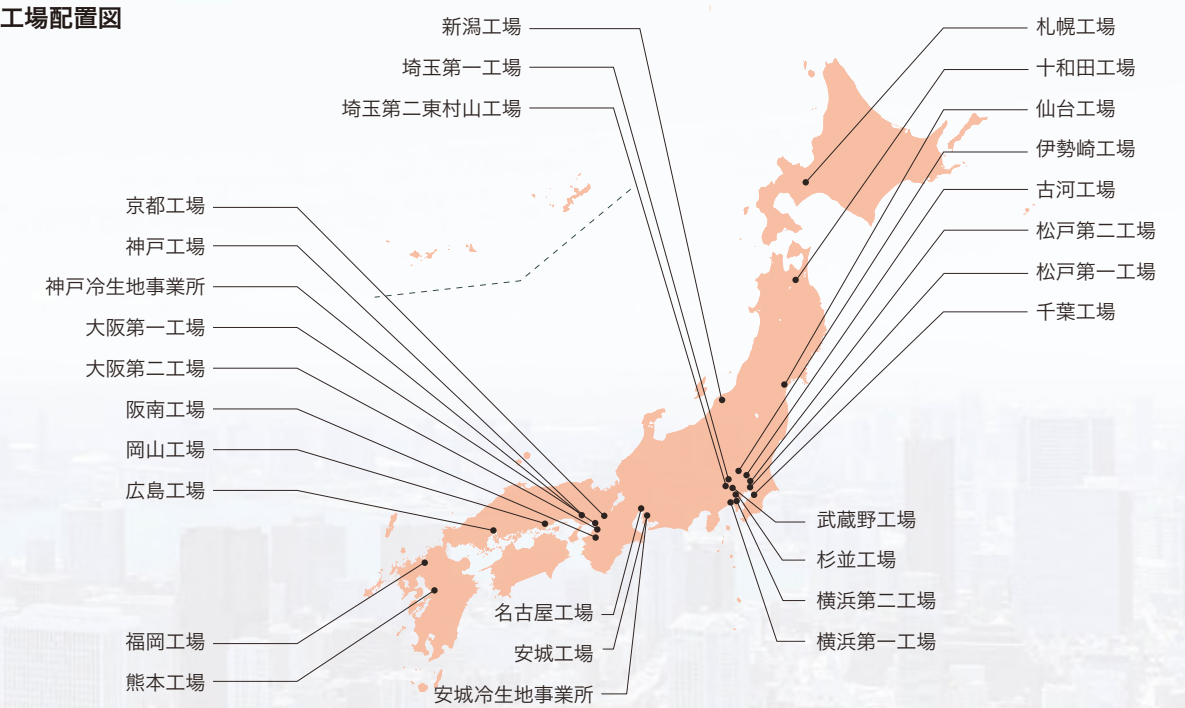 工場配置図
新潟工場
埼玉第一工場
埼玉第二東村山工場
札幌工場
十和田工場
仙台工場
伊勢崎工場
古河工場
松戸第二工場
松戸第一工場
千葉工場
京都工場
神戸工場
神戸冷生地事業所
大阪第一工場
大阪第二工場
阪南工場
岡山工場
広島工場
福岡工場
熊本工場
名古屋工場
安城工場
安城冷生地事業所
武蔵野工場
杉並工場
横浜第二工場
横浜第一工場